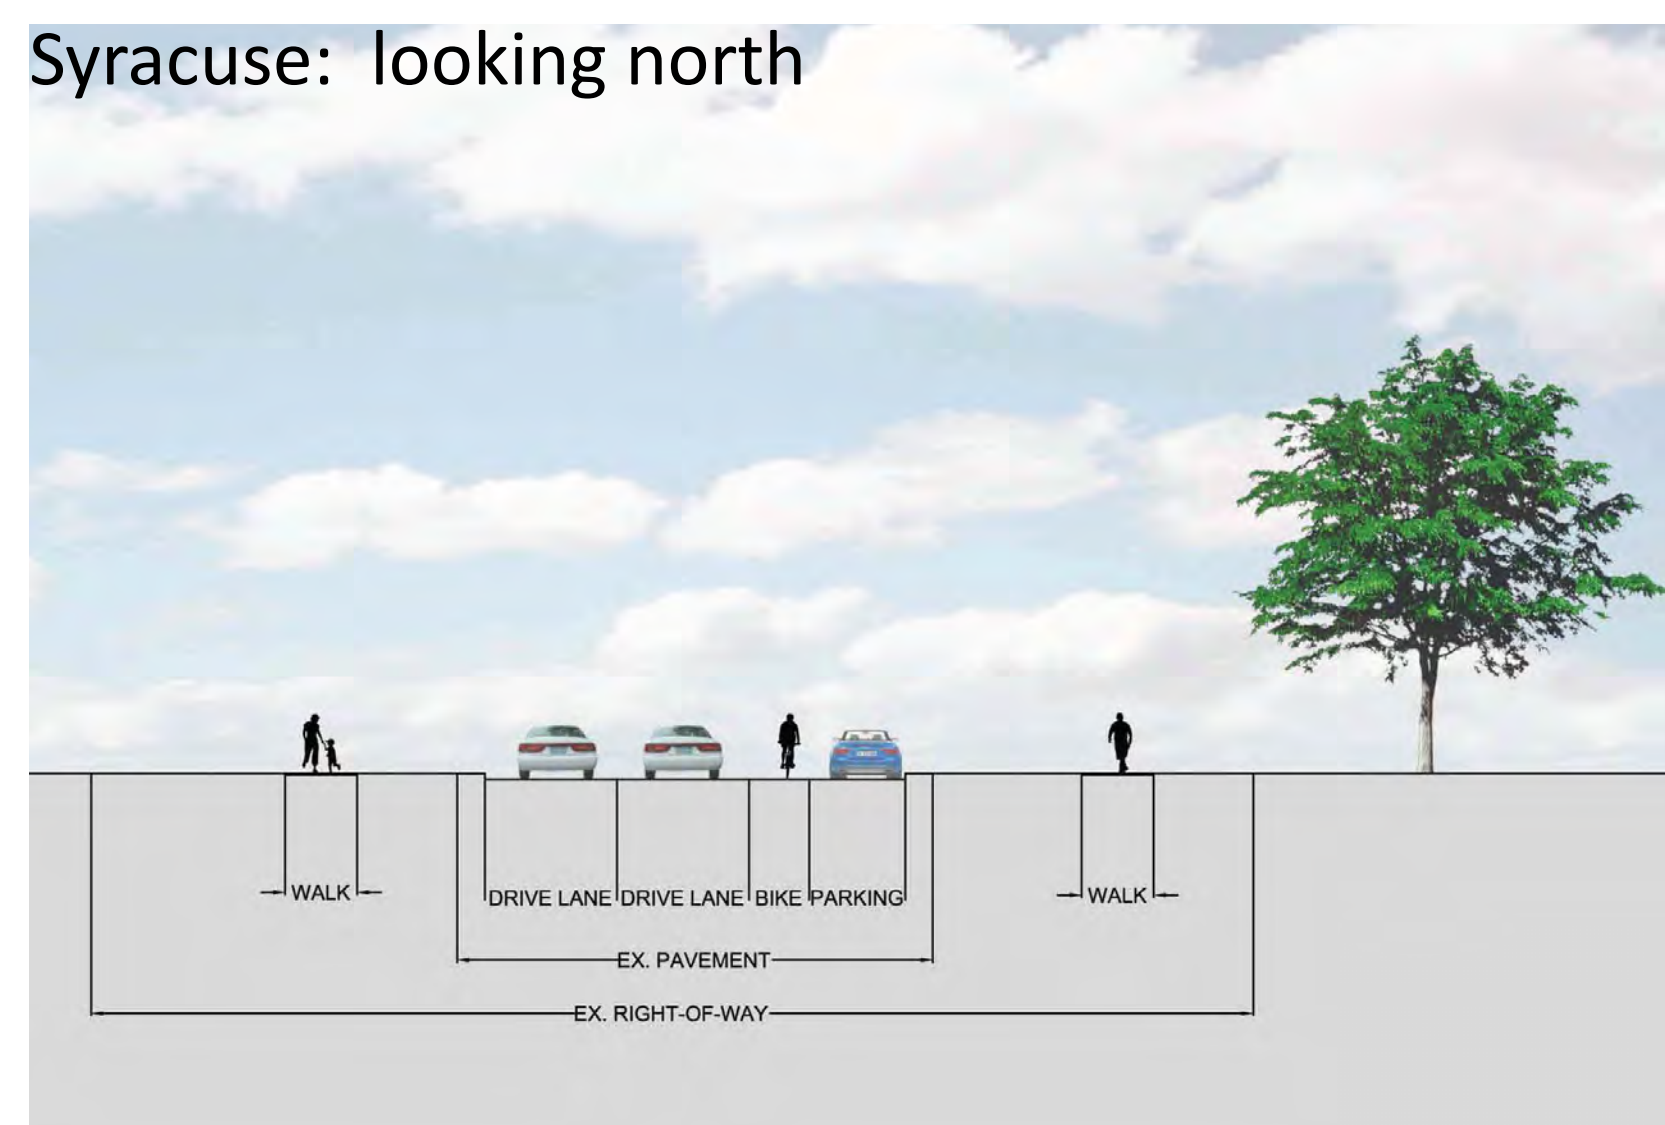 Syracuse:  looking north
WALK
DRIVE LANE
DRIVE LANE
BIKE
PARKING
WALK
EX. PAVEMENT
EX. RIGHT-OF-WAY